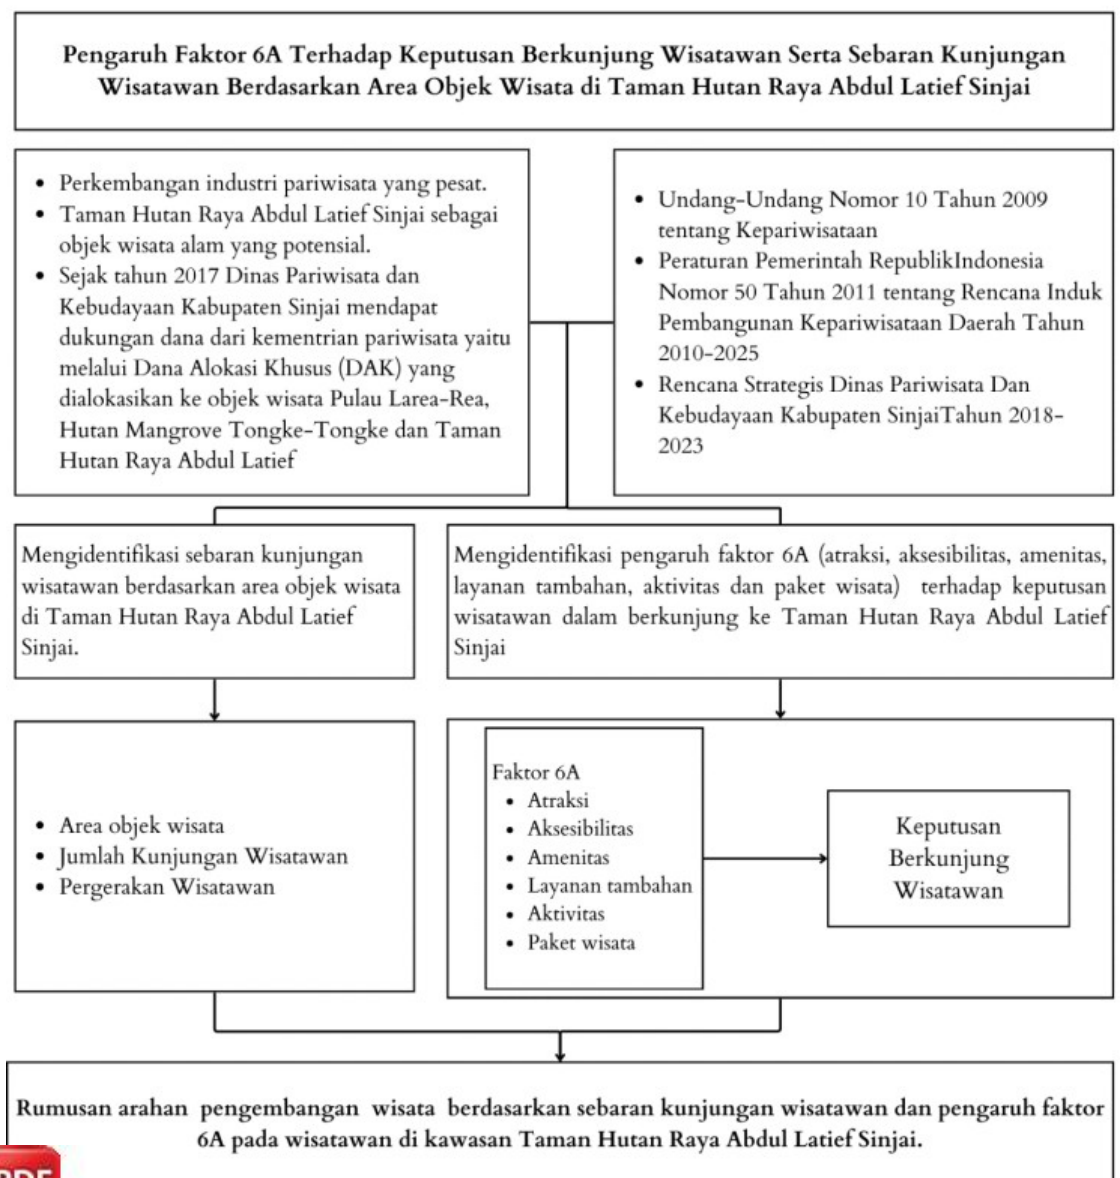 Pengaruh Faktor 6A Terhadap Keputusan Berkunjung Wisatawan Serta Sebaran Kunjungan
Wisatawan Berdasarkan Area Objek Wisata di Taman Hutan Raya Abdul Latief Sinjai
• Perkembangan industri pariwisata yang pesat.
• Taman Hutan Raya Abdul Latief Sinjai sebagai
objek wisata alam yang potensial.
• Sejak tahun 2017 Dinas Pariwisata dan
Kebudayaan Kabupaten Sinjai mendapat
dukungan dana dari kementrian pariwisata yaitu
melalui Dana Alokasi Khusus (DAK) yang
dialokasikan ke objek wisata Pulau Larea-Rea,
Hutan Mangrove Tongke-Tongke dan Taman
Hutan Raya Abdul Latief
• Undang-Undang Nomor 10 Tahun 2009
tentang Kepariwisataan
• Peraturan Pemerintah RepublikIndonesia
Nomor 50 Tahun 2011 tentang Rencana Induk
Pembangunan Kepariwisataan Daerah Tahun
2010-2025
• Rencana Strategis Dinas Pariwisata Dan
Kebudayaan Kabupaten SinjaiTahun 2018-
2023
Mengidentifikasi sebaran kunjungan
wisatawan berdasarkan area objek wisata
di Taman Hutan Raya Abdul Latief
Sinjai.
Mengidentifikasi pengaruh faktor 6A (atraksi, aksesibilitas, amenitas,
layanan tambahan, aktivitas dan paket wisata) terhadap keputusan
wisatawan dalam berkunjung ke Taman Hutan Raya Abdul Latief
Sinjai
• Area objek wisata
• Jumlah Kunjungan Wisatawan
• Pergerakan Wisatawan
Faktor 6A
• Atraksi
• Aksesibilitas
• Amenitas
• Layanan tambahan
• Aktivitas
• Paket wisata
Keputusan
Berkunjung
Wisatawan
Rumusan arahan pengembangan wisata berdasarkan sebaran kunjungan wisatawan dan pengaruh faktor
6A pada wisatawan di kawasan Taman Hutan Raya Abdul Latief Sinjai.
PDF